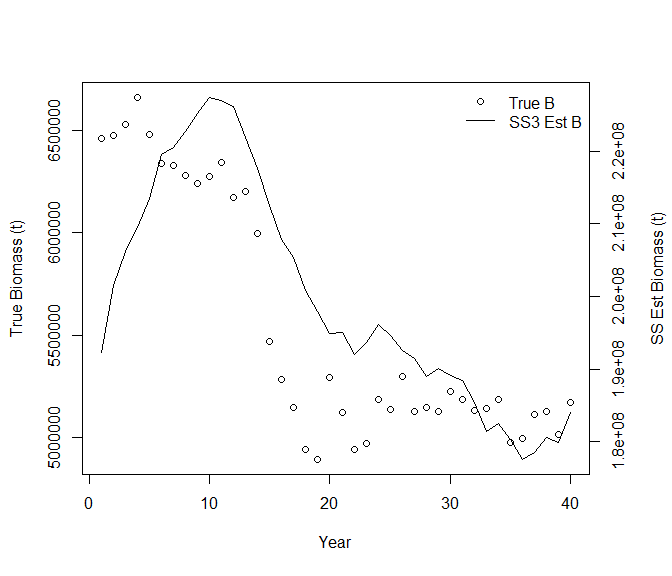 True B
SS3 Est B
True Biomass (t)
6500000
6000000
5500000
5000000
2.2e+08
2.1e+08
2.0e+08
1.9e+08
1.8e+08
SS Est Biomass (t)
0 10 20 30 40
Year